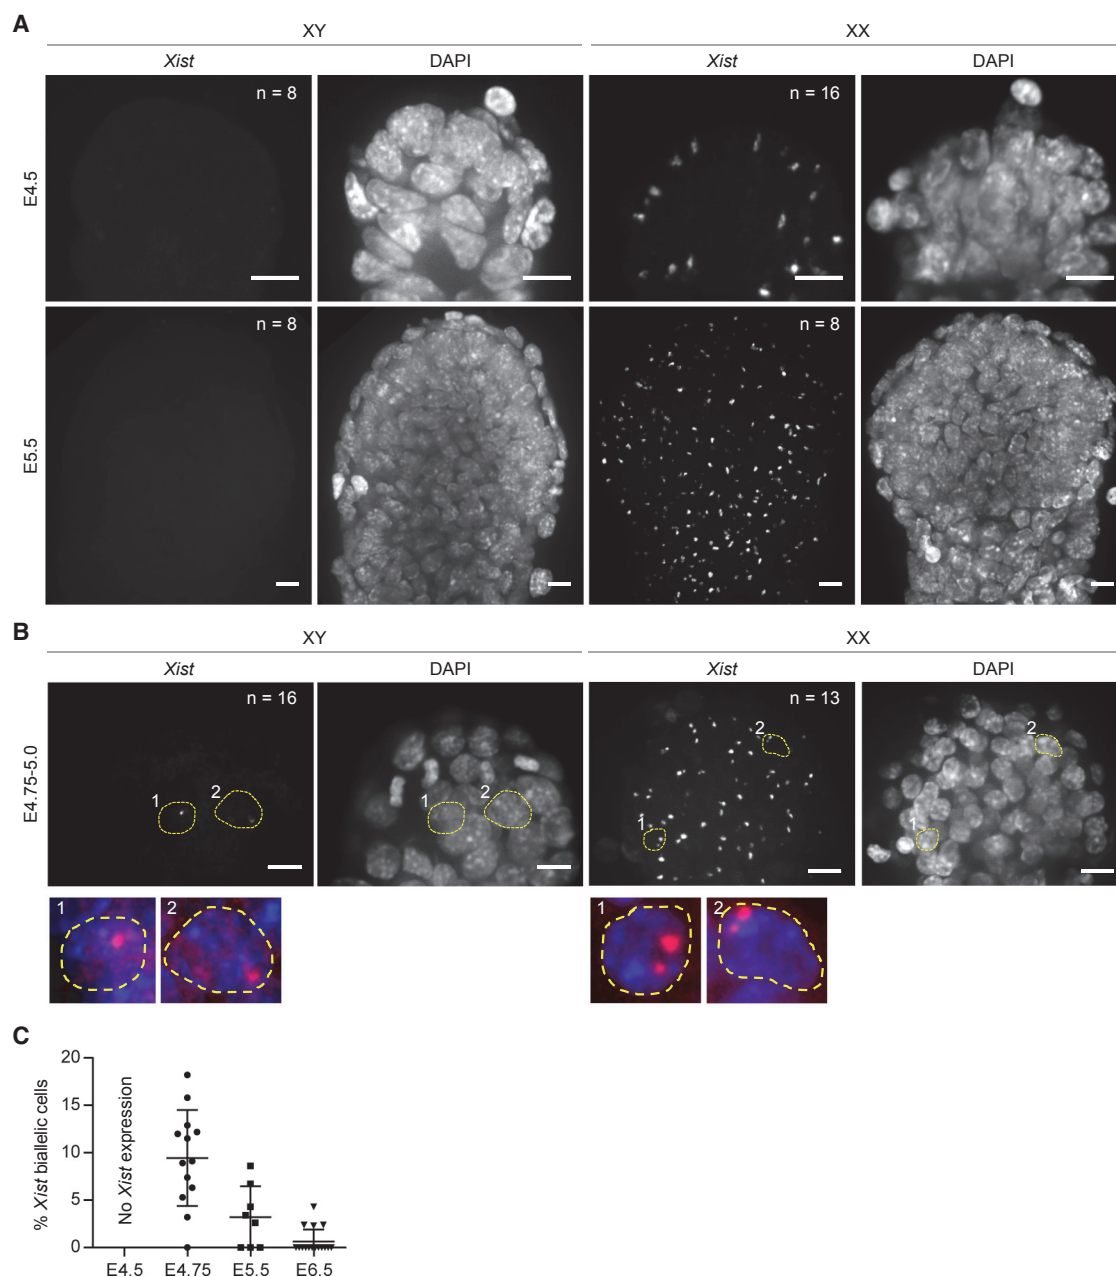 A
XY
XX
Xist
DAPI
Xist
DAPI
E4.5
n = 8
n = 16
E5.5
n = 8
n = 8
B
XY
XX
Xist
DAPI
Xist
DAPI
E4.75-5.0
n = 16
n = 13
1
2
1
2
1
2
1
2
1
2
1
2
C
% Xist biallelic cells
20
15
10
5
0
No Xist expression
E4.5
E4.75
E5.5
E6.5